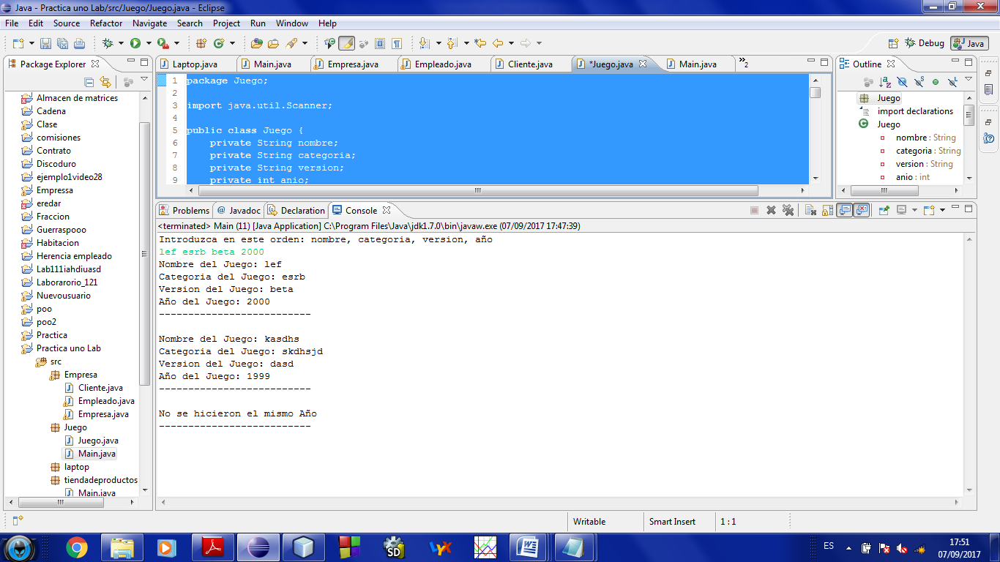 Java - Practica uno Lab/src/Juego/Juego.java - Eclipse
File Edit Source Refactor Navigate Search Project Run Window Help
Debug Java
Package Explorer
Almacen de matrices
Cadena
Clase
comisiones
Contrato
Discoduro
ejemplo1video28
Empressa
eredar
Fraccion
Guerraspooo
Habitacion
Herencia empleado
Lab111iahdiuasd
Laborarorio_121
Nuevousuario
poo
poo2
Practica
Practica uno Lab
src
Empresa
Cliente.java
Empleado.java
Empresa.java
Juego
Juego.java
Main.java
laptop
tiendadeproductos
Main.java
Laptop.java Main.java Empresa.java Empleado.java Cliente.java *Juego.java Main.java »2
1 package Juego;
2
3 import java.util.Scanner;
4
5 public class Juego {
6 private String nombre;
7 private String categoria;
8 private String version;
9 private int anio;
Outline
Juego
import declarations
Juego
nombre : String
categoria : String
version : String
anio : int
Problems @ Javadoc Declaration Console
<terminated> Main (11) [Java Application] C:\Program Files\Java\jdk1.7.0\bin\javaw.exe (07/09/2017 17:47:39)
Introduzca en este orden: nombre, categoria, version, año
lef esrb beta 2000
Nombre del Juego: lef
Categoria del Juego: esrb
Version del Juego: beta
Año del Juego: 2000
--------------------------
Nombre del Juego: kasdhs
Categoria del Juego: skdhsjd
Version del Juego: dasd
Año del Juego: 1999
--------------------------
No se hicieron el mismo Año
--------------------------
Writable Smart Insert 1 : 1
SD LyX W ES 17:51
07/09/2017